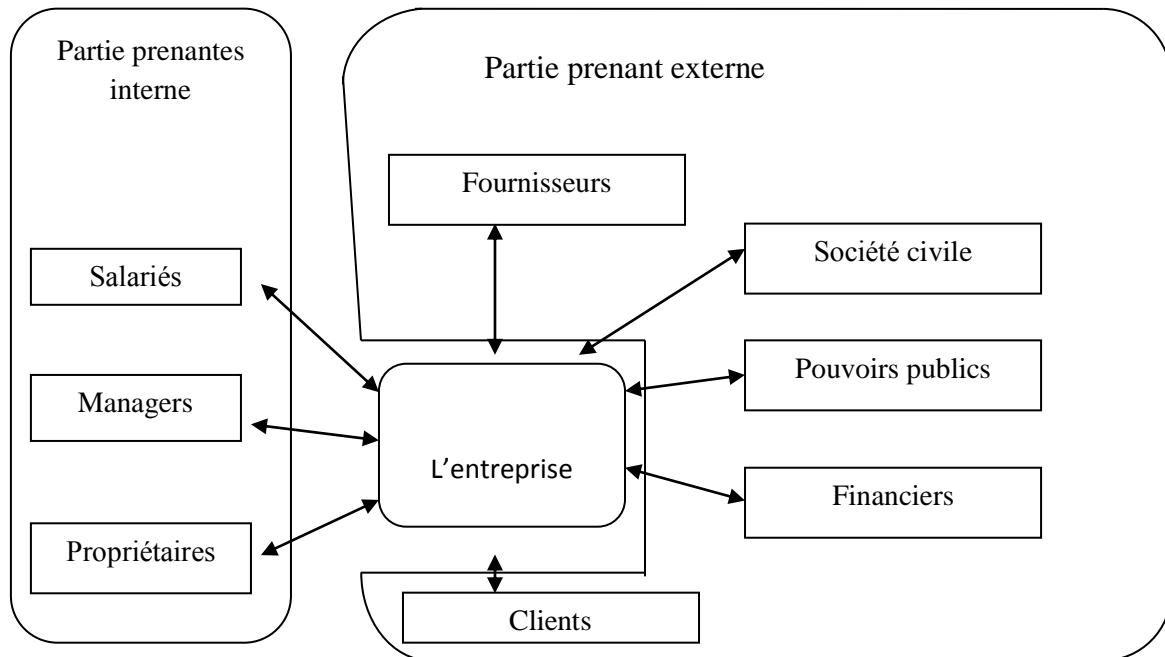 Partie prenantes
interne
Partie prenant externe
Fournisseurs
Société civile
Salariés
Pouvoirs publics
Managers
L’entreprise
Financiers
Propriétaires
Clients